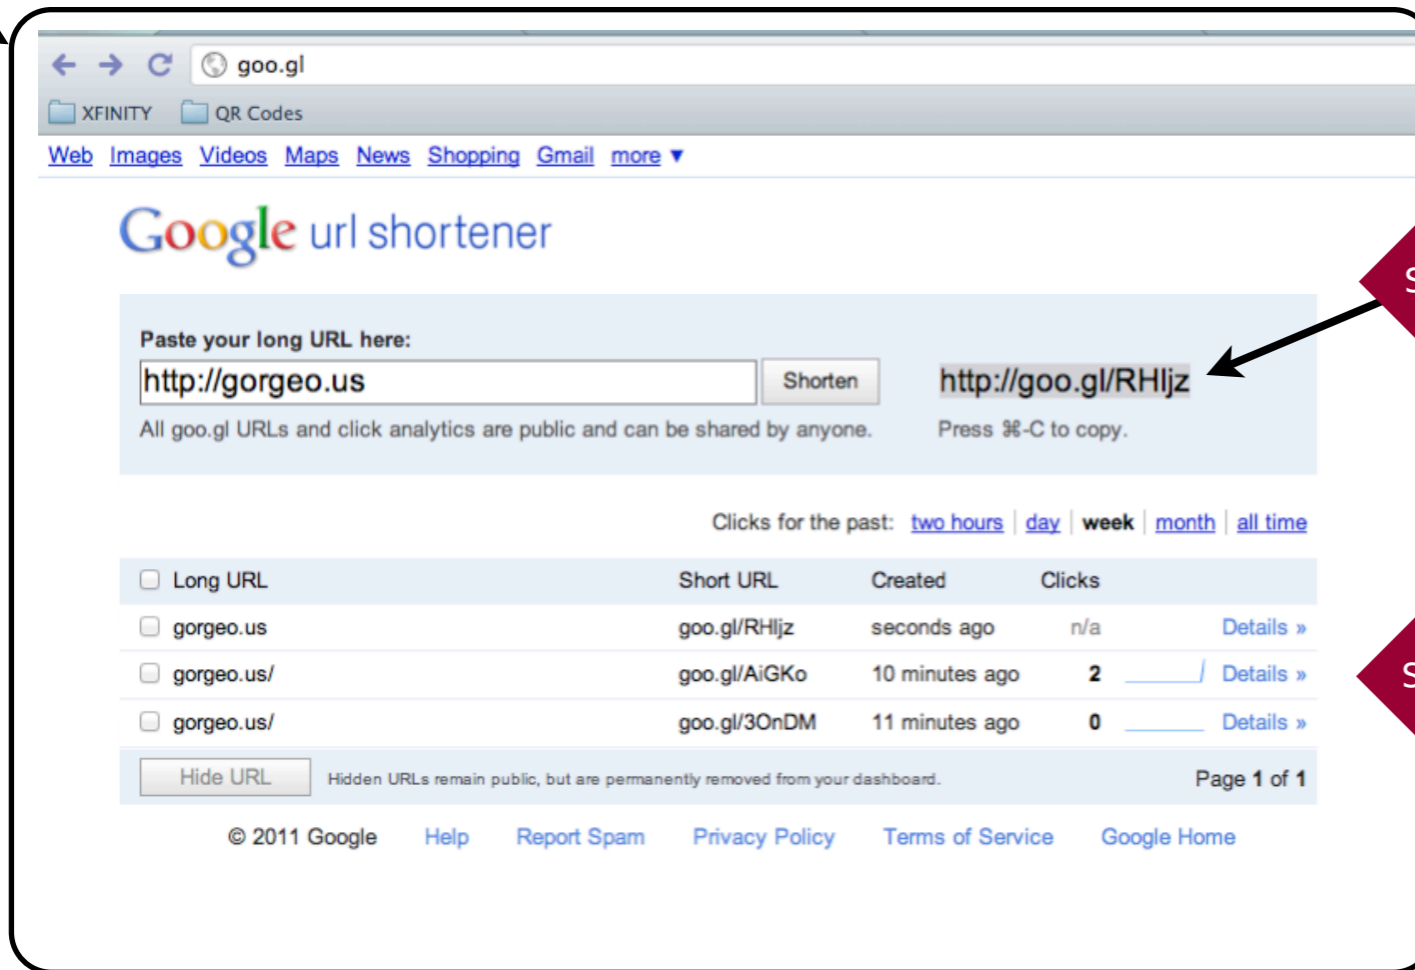 goo.gl
XFINITY QR Codes
Web Images Videos Maps News Shopping Gmail more ▼
Google url shortener
Paste your long URL here:
http://gorgeo.us Shorten http://goo.gl/RHljz
All goo.gl URLs and click analytics are public and can be shared by anyone. Press ⌘-C to copy.
Clicks for the past: two hours | day | week | month | all time
Long URL Short URL Created Clicks
gorgeo.us goo.gl/RHljz seconds ago n/a Details »
gorgeo.us/ goo.gl/AiGKo 10 minutes ago 2 Details »
gorgeo.us/ goo.gl/3OnDM 11 minutes ago 0 Details »
Hide URL Hidden URLs remain public, but are permanently removed from your dashboard. Page 1 of 1
© 2011 Google Help Report Spam Privacy Policy Terms of Service Google Home